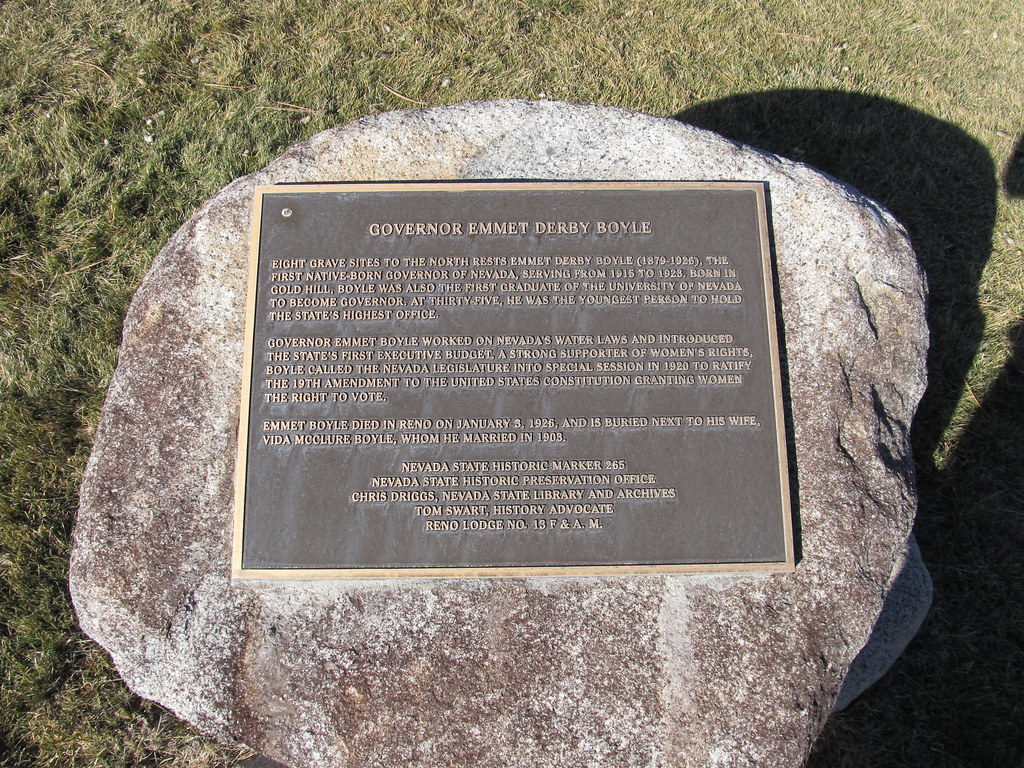 GOVERNOR EMMET DERBY BOYLE
EIGHT GRAVE SITES TO THE NORTH RESTS EMMET DERBY BOYLE (1879-1926), THE
FIRST NATIVE-BORN GOVERNOR OF NEVADA, SERVING FROM 1915 TO 1923. BORN IN
GOLD HILL, BOYLE WAS ALSO THE FIRST GRADUATE OF THE UNIVERSITY OF NEVADA
TO BECOME GOVERNOR. AT THIRTY-FIVE, HE WAS THE YOUNGEST PERSON TO HOLD
THE STATE'S HIGHEST OFFICE.
GOVERNOR EMMET BOYLE WORKED ON NEVADA'S WATER LAWS AND INTRODUCED
THE STATE'S FIRST EXECUTIVE BUDGET. A STRONG SUPPORTER OF WOMEN'S RIGHTS,
BOYLE CALLED THE NEVADA LEGISLATURE INTO SPECIAL SESSION IN 1920 TO RATIFY
THE 19TH AMENDMENT TO THE UNITED STATES CONSTITUTION GRANTING WOMEN
THE RIGHT TO VOTE.
EMMET BOYLE DIED IN RENO ON JANUARY 3, 1926, AND IS BURIED NEXT TO HIS WIFE,
VIDA MCCLURE BOYLE, WHOM HE MARRIED IN 1903.
NEVADA STATE HISTORIC MARKER 265
NEVADA STATE HISTORIC PRESERVATION OFFICE
CHRIS DRIGGS, NEVADA STATE LIBRARY AND ARCHIVES
TOM SWART, HISTORY ADVOCATE
RENO LODGE NO. 13 F & A. M.